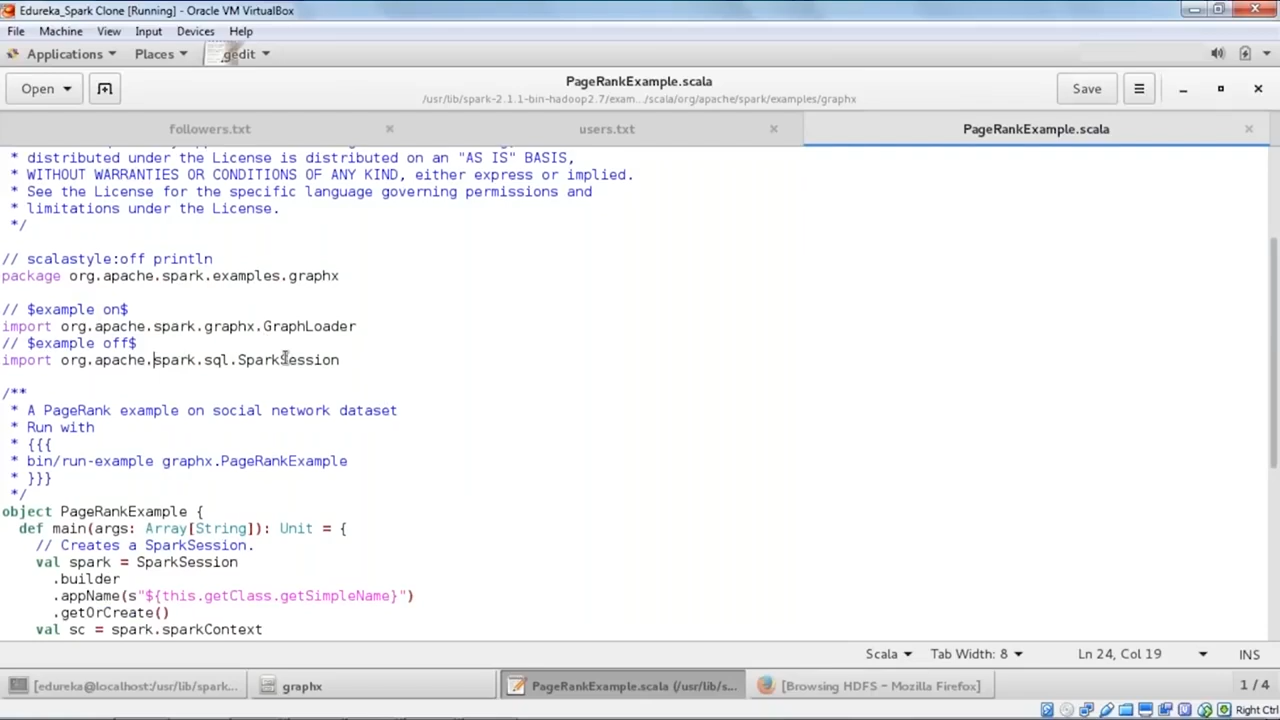 Edureka_Spark Clone [Running] - Oracle VM VirtualBox
File Machine View Input Devices Help
Applications Places gedit
Open PageRankExample.scala Save
/usr/lib/spark-2.1.1-bin-hadoop2.7/exam.../scala/org/apache/spark/examples/graphx
followers.txt users.txt PageRankExample.scala
* distributed under the License is distributed on an "AS IS" BASIS,
* WITHOUT WARRANTIES OR CONDITIONS OF ANY KIND, either express or implied.
* See the License for the specific language governing permissions and
* limitations under the License.
*/
// scalastyle:off println
package org.apache.spark.examples.graphx
// $example on$
import org.apache.spark.graphx.GraphLoader
// $example off$
import org.apache.spark.sql.SparkSession
/**
* A PageRank example on social network dataset
* Run with
* {{{
* bin/run-example graphx.PageRankExample
* }}}
*/
object PageRankExample {
def main(args: Array[String]): Unit = {
// Creates a SparkSession.
val spark = SparkSession
.builder
.appName(s"${this.getClass.getSimpleName}")
.getOrCreate()
val sc = spark.sparkContext
Scala Tab Width: 8 Ln 24, Col 19 INS
[edureka@localhost:/usr/lib/spark... graphx PageRankExample.scala (/usr/lib/s... [Browsing HDFS - Mozilla Firefox] 1 / 4
Right Ctrl